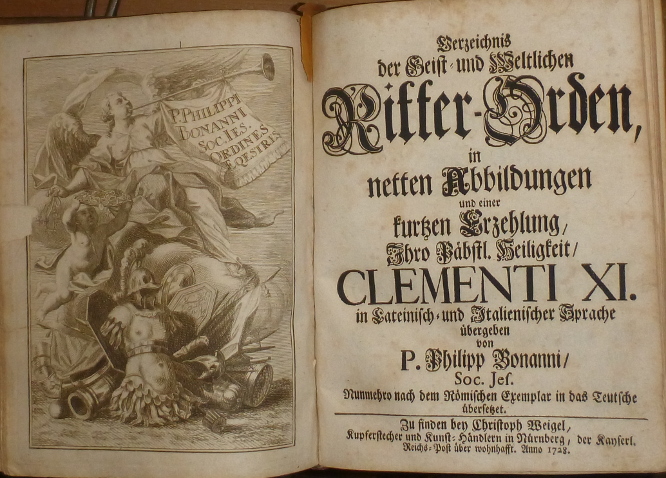 P. PHILIPPI
BONANNI
SOC. IES.
ORDINES
EQESTRES
Verzeichnis
der Geist- und Weltlichen
Ritter-Orden,
in
netten Abbildungen
und einer
kurtzen Erzehlung/
Ihro Päbstl. Heiligkeit/
CLEMENTI XI.
in Lateinisch- und Italienischer Sprache
übergeben
von
P. Philipp Bonanni/
Soc. Jes.
Nunmehro nach dem Römischen Exemplar in das Teutsche
übersetzet.
Zu finden bey Christoph Weigel,
Kupferstecher und Kunst-Händlern in Nürnberg, der Kayserl.
Reichs-Post über wohnhafft. Anno 1728.